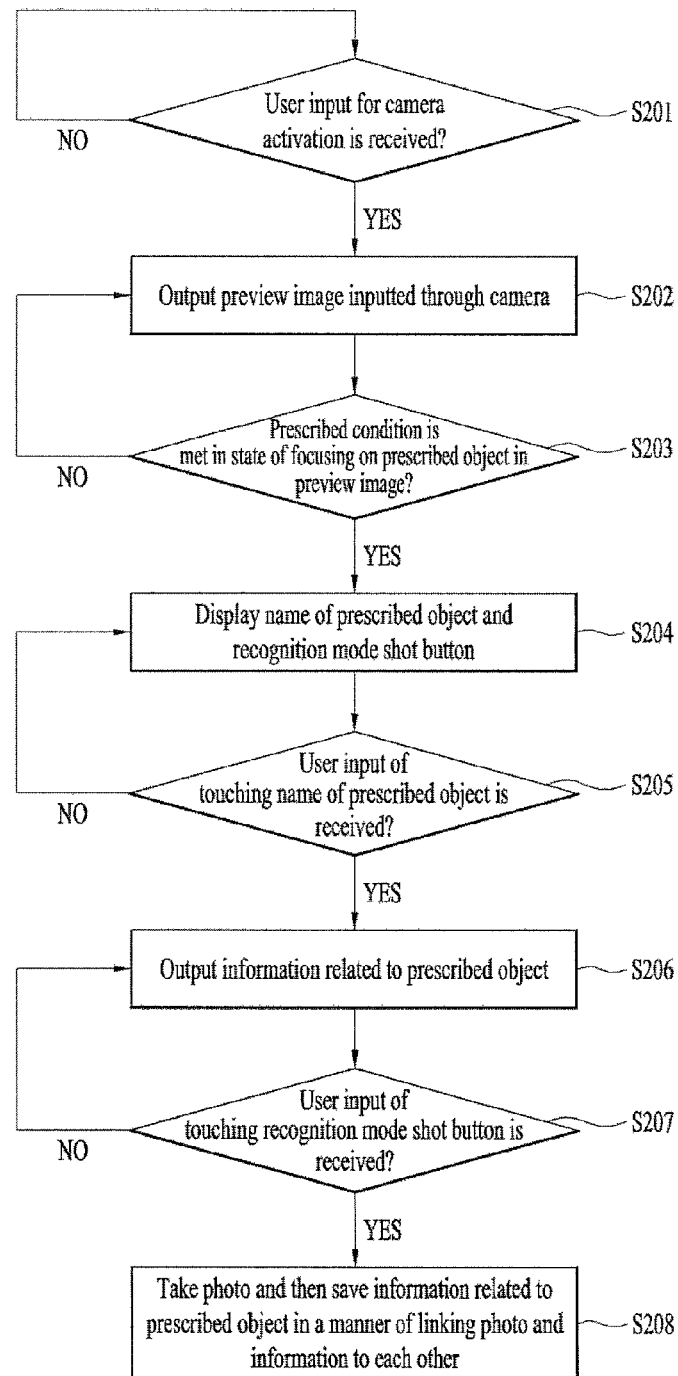 User input for camera
activation is received?
S201
NO
YES
Output preview image inputted through camera
S202
Prescribed condition is
met in state of focusing on prescribed object in
preview image?
S203
NO
YES
Display name of prescribed object and
recognition mode shot button
S204
User input of
touching name of prescribed object is
received?
S205
NO
YES
Output information related to prescribed object
S206
User input of
touching recognition mode shot button is
received?
S207
NO
YES
Take photo and then save information related to
prescribed object in a manner of linking photo and
information to each other
S208